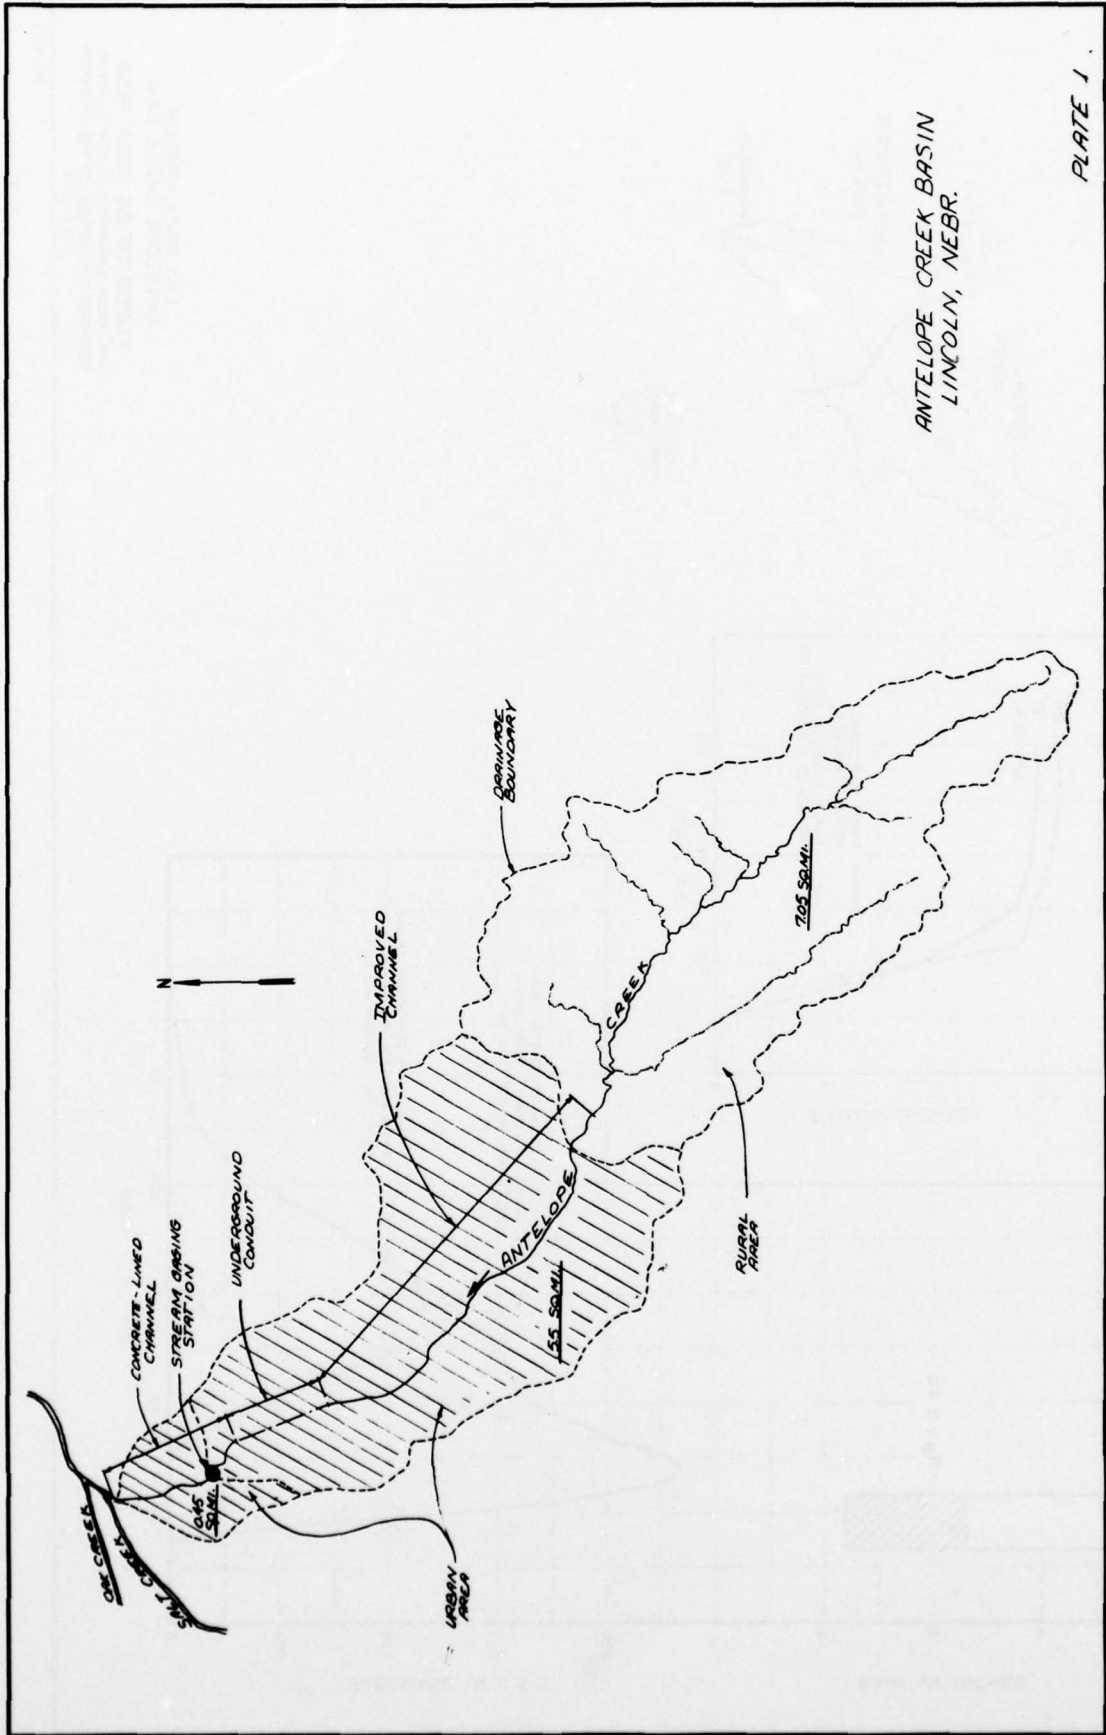 OAK CREEK
SALT CREEK
CONCRETE-LINED
CHANNEL
STREAM GAGING
STATION
UNDERGROUND
CONDUIT
0.45
SQ.MI.
URBAN
AREA
N
IMPROVED
CHANNEL
DRAINAGE
BOUNDARY
ANTELOPE
CREEK
5.5 SQ.MI.
7.05 SQ.MI.
RURAL
AREA
ANTELOPE CREEK BASIN
LINCOLN, NEBR.
PLATE 1